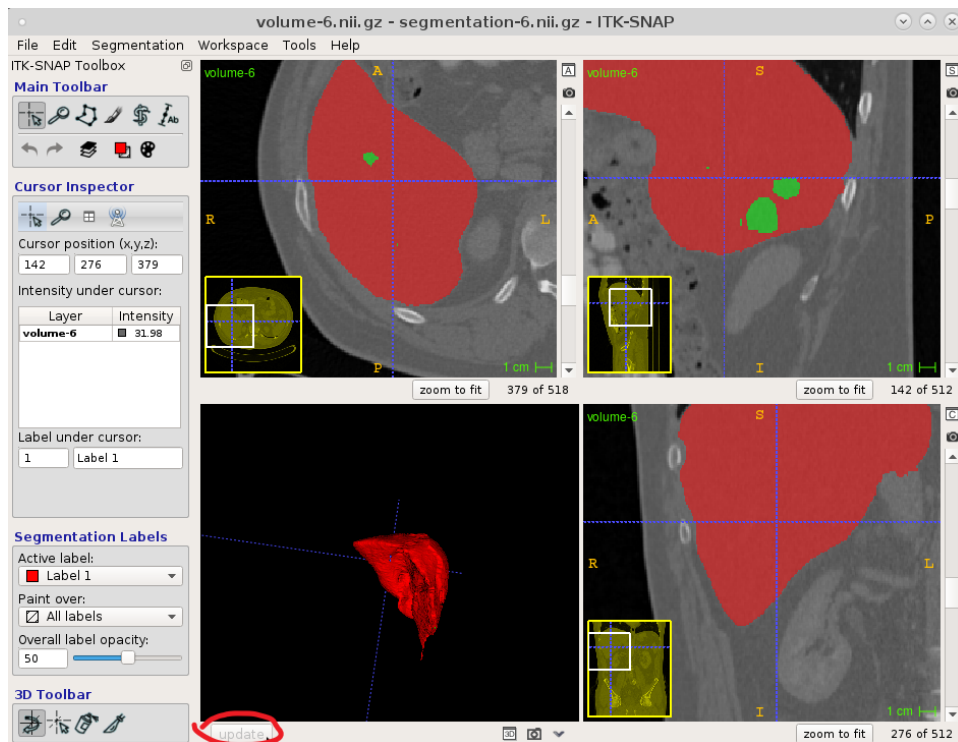 volume-6.nii.gz - segmentation-6.nii.gz - ITK-SNAP
File Edit Segmentation Workspace Tools Help
ITK-SNAP Toolbox
Main Toolbar
Ab
Cursor Inspector
Cursor position (x,y,z):
142 276 379
Intensity under cursor:
Layer Intensity
volume-6 31.98
Label under cursor:
1 Label 1
Segmentation Labels
Active label:
Label 1
Paint over:
All labels
Overall label opacity:
50
3D Toolbar
volume-6
A
R
L
P
1 cm
A
zoom to fit 379 of 518
volume-6
S
A
P
I
1 cm
S
zoom to fit 142 of 512
update
3D
volume-6
S
R
L
I
1 cm
C
zoom to fit 276 of 512